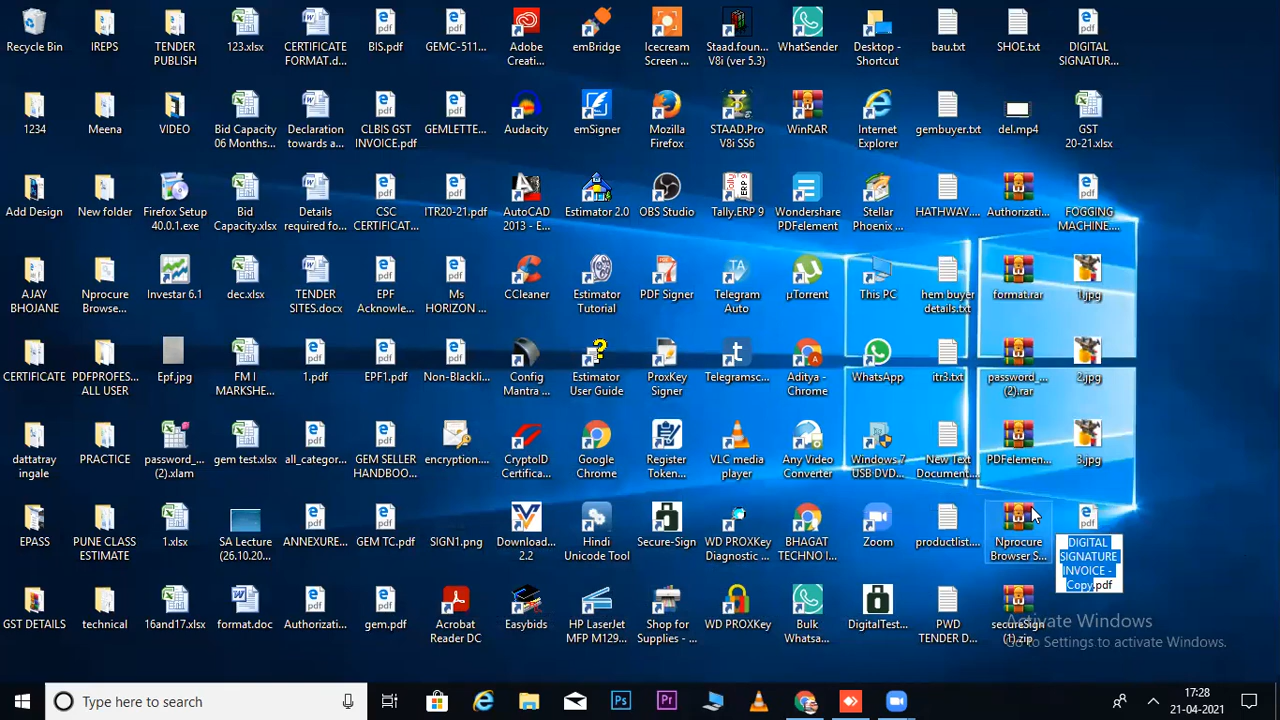 Recycle Bin
IREPS
TENDER
PUBLISH
123.xlsx
CERTIFICATE
FORMAT.d...
BIS.pdf
GEMC-511...
Adobe
Creati...
emBridge
Icecream
Screen ...
Staad.foun...
V8i (ver 5.3)
WhatSender
Desktop -
Shortcut
bau.txt
SHOE.txt
DIGITAL
SIGNATUR...
1234
Meena
VIDEO
Bid Capacity
06 Months...
Declaration
towards a...
CLBIS GST
INVOICE.pdf
GEMLETTE...
Audacity
emSigner
Mozilla
Firefox
STAAD.Pro
V8i SS6
WinRAR
Internet
Explorer
gembuyer.txt
del.mp4
GST
20-21.xlsx
Add Design
New folder
Firefox Setup
40.0.1.exe
Bid
Capacity.xlsx
Details
required fo...
CSC
CERTIFICAT...
ITR20-21.pdf
AutoCAD
2013 - E...
Estimator 2.0
OBS Studio
Tally.ERP 9
Wondershare
PDFelement
Stellar
Phoenix ...
HATHWAY....
Authorizati...
FOGGING
MACHINE....
AJAY
BHOJANE
Nprocure
Browse...
Investar 6.1
dec.xlsx
TENDER
SITES.docx
EPF
Acknowle...
Ms
HORIZON ...
CCleaner
Estimator
Tutorial
PDF Signer
Telegram
Auto
µTorrent
This PC
hem buyer
details.txt
format.rar
1.jpg
CERTIFICATE
PDFPROFES...
ALL USER
Epf.jpg
FM I
MARKSHE...
1.pdf
EPF1.pdf
Non-Blackli...
Config
Mantra ...
Estimator
User Guide
ProxKey
Signer
Telegramsc...
Aditya -
Chrome
WhatsApp
itr3.txt
password_...
(2).rar
2.jpg
dattatray
ingale
PRACTICE
password_...
(2).xlam
gem test.xlsx
all_categor...
GEM SELLER
HANDBOO...
encryption....
CryptoID
Certifica...
Google
Chrome
Register
Token...
VLC media
player
Any Video
Converter
Windows 7
USB DVD...
New Text
Document....
PDFelemen...
3.jpg
EPASS
PUNE CLASS
ESTIMATE
1.xlsx
SA Lecture
(26.10.20...
ANNEXURE...
GEM TC.pdf
SIGN1.png
Download...
2.2
Hindi
Unicode Tool
Secure-Sign
WD PROXKey
Diagnostic ...
BHAGAT
TECHNO I...
Zoom
productlist....
Nprocure
Browser S...
DIGITAL
SIGNATURE
INVOICE -
Copy.pdf
GST DETAILS
technical
16and17.xlsx
format.doc
Authorizati...
gem.pdf
Acrobat
Reader DC
Easybids
HP LaserJet
MFP M129...
Shop for
Supplies - ...
WD PROXKey
Bulk
Whatsa...
DigitalTest...
PWD
TENDER D...
secureSign
(1).zip
Activate Windows
Go to Settings to activate Windows.
Type here to search
17:28
21-04-2021